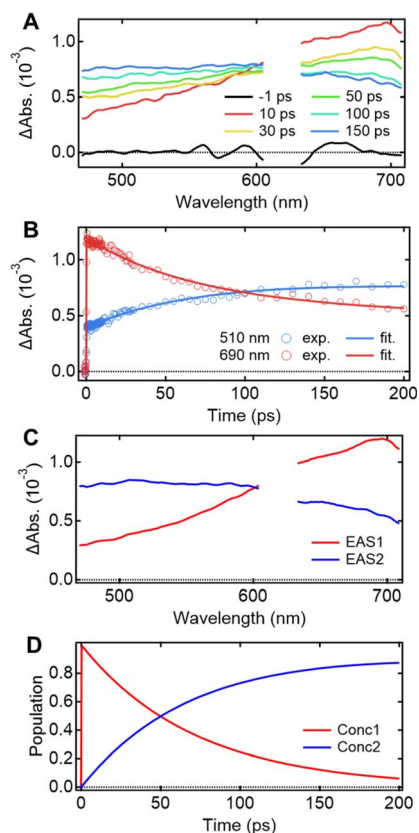 A
ΔAbs. (10⁻³)
1.0
0.5
0.0
-1 ps
50 ps
10 ps
100 ps
30 ps
150 ps
500
600
700
Wavelength (nm)
B
ΔAbs. (10⁻³)
1.0
0.5
0.0
510 nm exp. fit.
690 nm exp. fit.
0
50
100
150
200
Time (ps)
C
ΔAbs. (10⁻³)
1.0
0.5
0.0
EAS1
EAS2
500
600
700
Wavelength (nm)
D
Population
0.8
0.6
0.4
0.2
0.0
Conc1
Conc2
0
50
100
150
200
Time (ps)